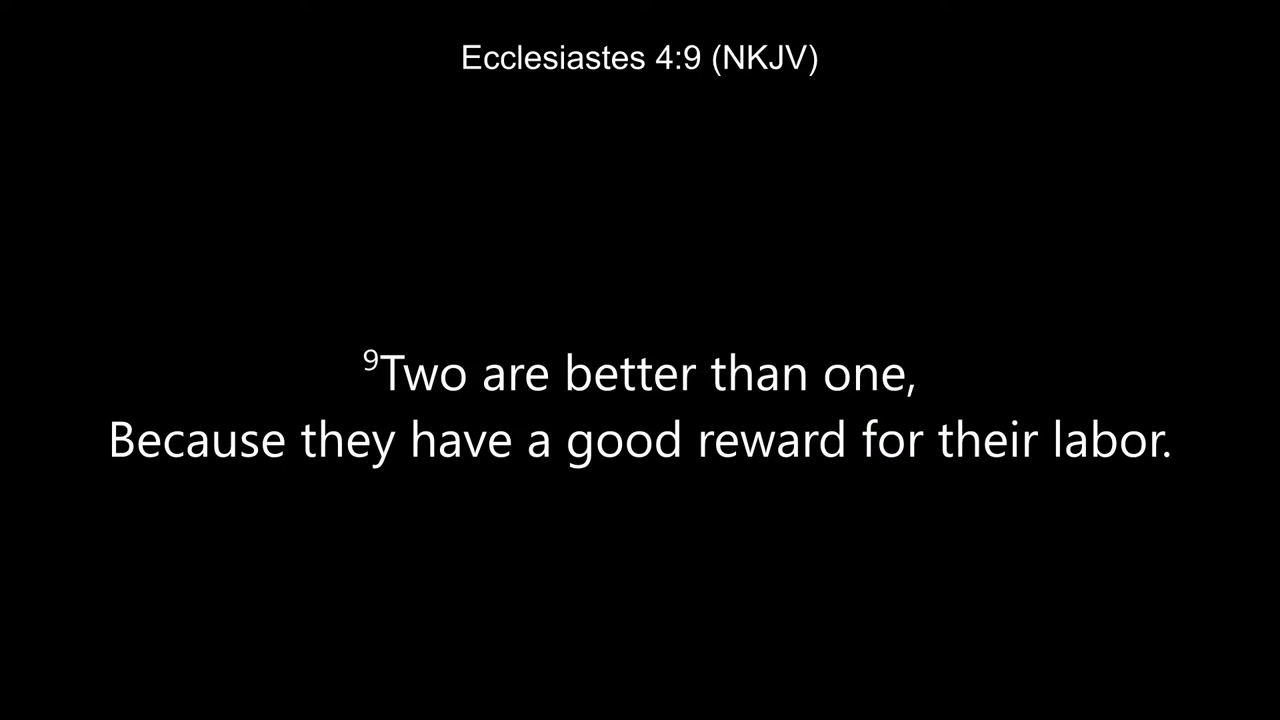 Ecclesiastes 4:9 (NKJV)
⁹Two are better than one,
Because they have a good reward for their labor.